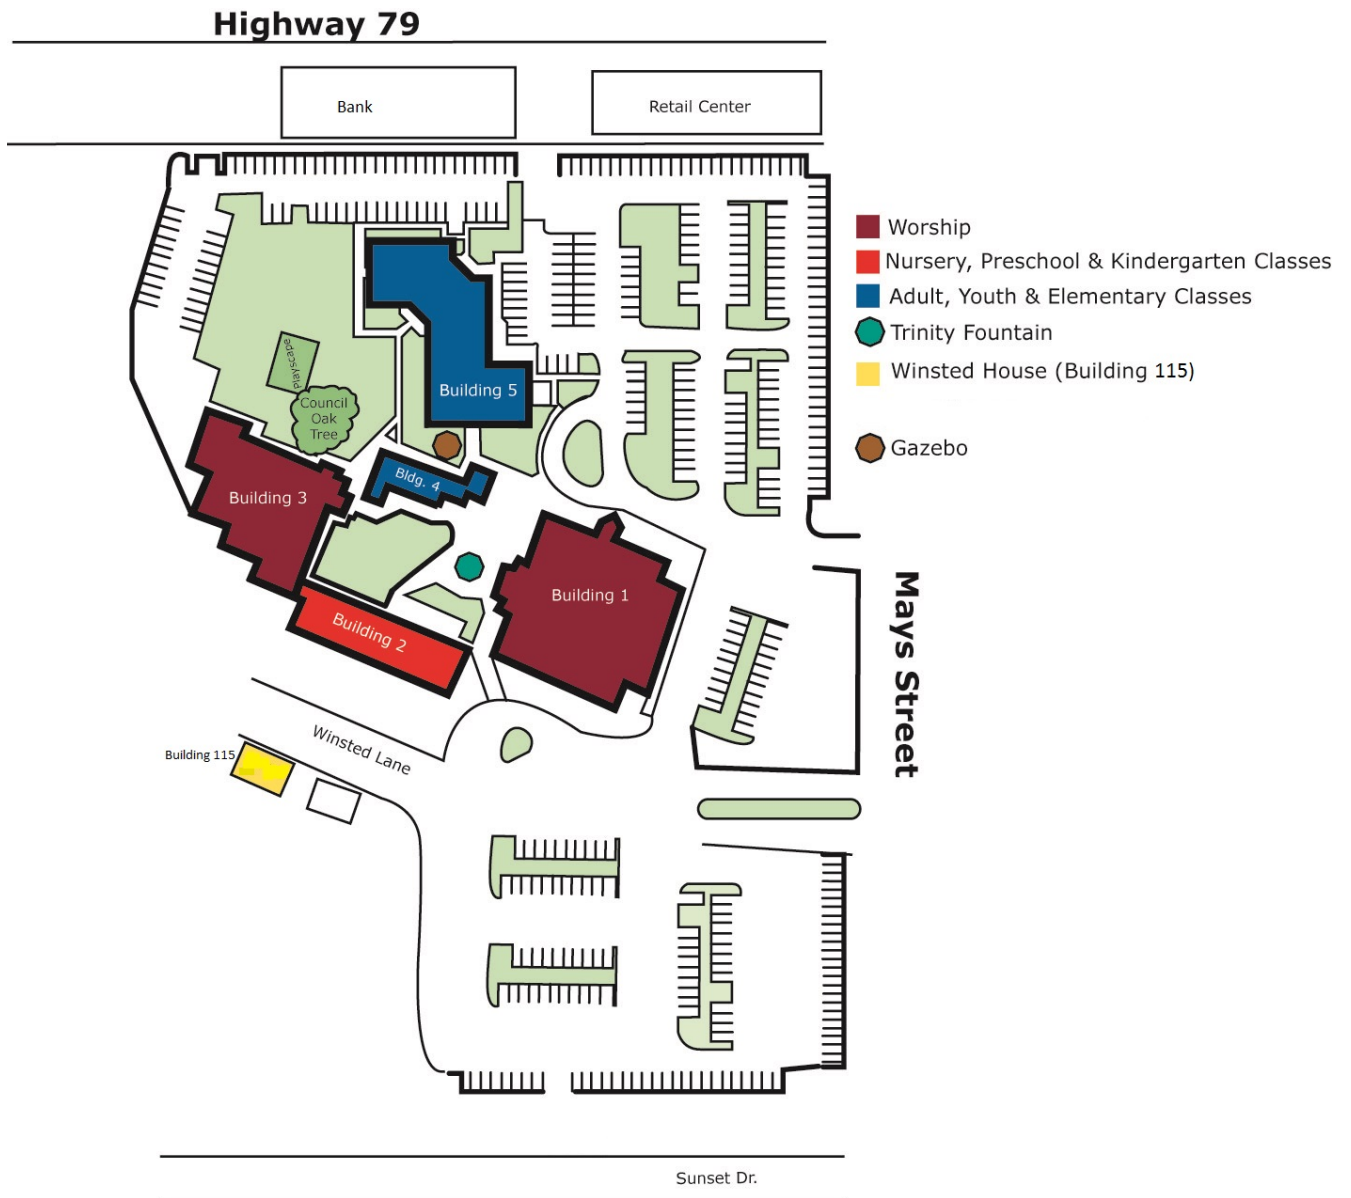 Highway 79
Bank
Retail Center
Worship
Nursery, Preschool & Kindergarten Classes
Adult, Youth & Elementary Classes
Trinity Fountain
Winsted House (Building 115)
Gazebo
Playscape
Council
Oak
Tree
Building 5
Bldg. 4
Building 3
Building 1
Building 2
Mays Street
Winsted Lane
Building 115
Sunset Dr.